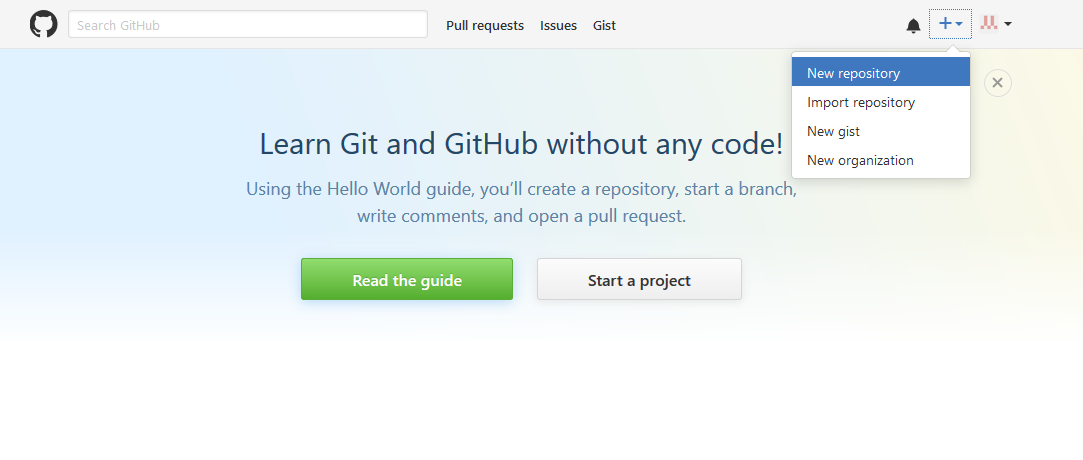 Search GitHub
Pull requests
Issues
Gist
New repository
Import repository
New gist
New organization
Learn Git and GitHub without any code!
Using the Hello World guide, you’ll create a repository, start a branch,
write comments, and open a pull request.
Read the guide
Start a project